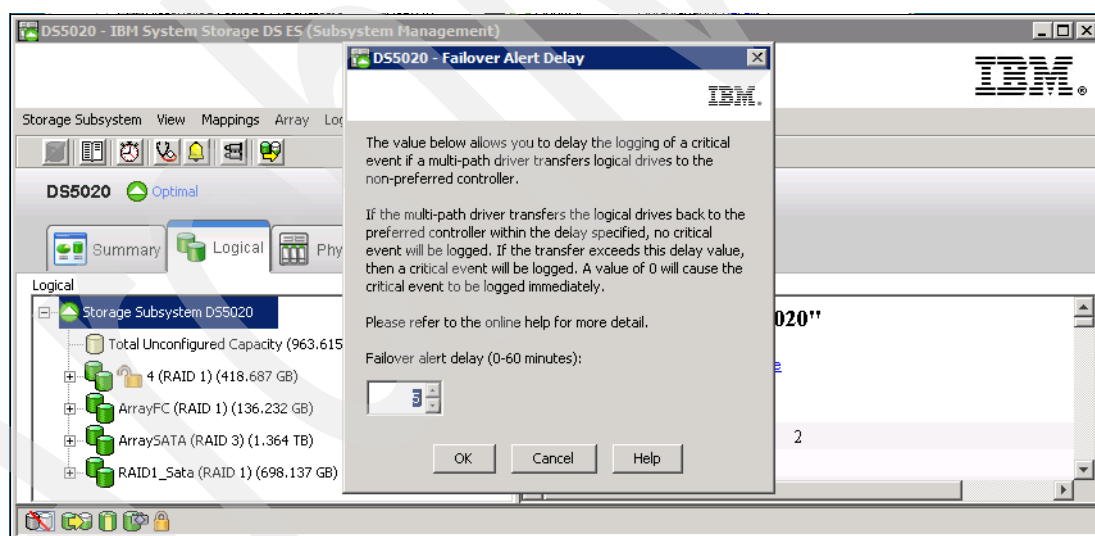 DS5020 - IBM System Storage DS ES (Subsystem Management)
IBM.
Storage Subsystem View Mappings Array Log
DS5020 Optimal
Summary Logical Phy
Logical
Storage Subsystem DS5020
Total Unconfigured Capacity (963.615
4 (RAID 1) (418.687 GB)
ArrayFC (RAID 1) (136.232 GB)
ArraySATA (RAID 3) (1.364 TB)
RAID1_Sata (RAID 1) (698.137 GB)
DS5020 - Failover Alert Delay
IBM.
The value below allows you to delay the logging of a critical
event if a multi-path driver transfers logical drives to the
non-preferred controller.
If the multi-path driver transfers the logical drives back to the
preferred controller within the delay specified, no critical
event will be logged. If the transfer exceeds this delay value,
then a critical event will be logged. A value of 0 will cause the
critical event to be logged immediately.
Please refer to the online help for more detail.
Failover alert delay (0-60 minutes):
5
OK Cancel Help
020"
e
2